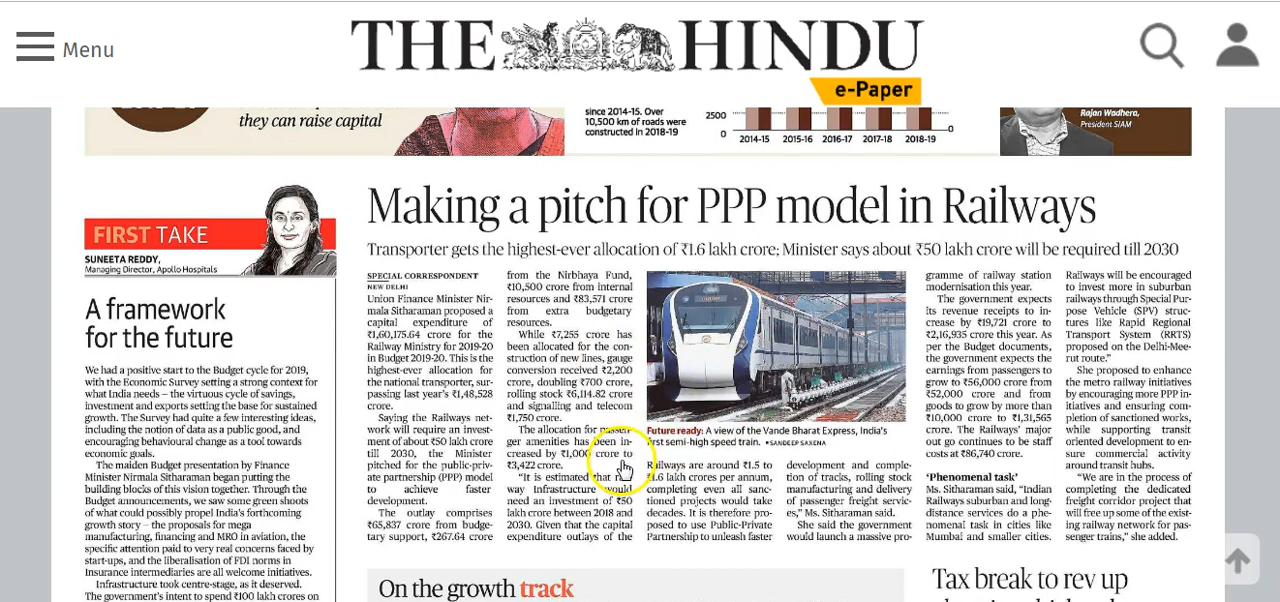 Menu
THE HINDU
e-Paper
they can raise capital
since 2014-15. Over
10,500 km of roads were
constructed in 2018-19
2500
0
0
2014-15 2015-16 2016-17 2017-18 2018-19
Rajan Wadhera,
President SIAM
FIRST TAKE
SUNEETA REDDY,
Managing Director, Apollo Hospitals
A framework
for the future
We had a positive start to the Budget cycle for 2019,
with the Economic Survey setting a strong context for
what India needs – the virtuous cycle of savings,
investment and exports setting the base for sustained
growth. The Survey had quite a few interesting ideas,
including the notion of data as a public good, and
encouraging behavioural change as a tool towards
economic goals.
The maiden Budget presentation by Finance
Minister Nirmala Sitharaman began putting the
building blocks of this vision together. Through the
Budget announcements, we saw some green shoots
of what could possibly propel India's forthcoming
growth story – the proposals for mega
manufacturing, financing and MRO in aviation, the
specific attention paid to very real concerns faced by
start-ups, and the liberalisation of FDI norms in
Insurance intermediaries are all welcome initiatives.
Infrastructure took centre-stage, as it deserved.
The government's intent to spend ₹100 lakh crores on
Making a pitch for PPP model in Railways
Transporter gets the highest-ever allocation of ₹1.6 lakh crore; Minister says about ₹50 lakh crore will be required till 2030
SPECIAL CORRESPONDENT
NEW DELHI
Union Finance Minister Nir-
mala Sitharaman proposed a
capital expenditure of
₹1,60,175.64 crore for the
Railway Ministry for 2019-20
in Budget 2019-20. This is the
highest-ever allocation for
the national transporter, sur-
passing last year's ₹1,48,528
crore.
Saying the Railways net-
work will require an invest-
ment of about ₹50 lakh crore
till 2030, the Minister
pitched for the public-priv-
ate partnership (PPP) model
to achieve faster
development.
The outlay comprises
₹65,837 crore from budge-
tary support, ₹267.64 crore
from the Nirbhaya Fund,
₹10,500 crore from internal
resources and ₹83,571 crore
from extra budgetary
resources.
While ₹7,255 crore has
been allocated for the con-
struction of new lines, gauge
conversion received ₹2,200
crore, doubling ₹700 crore,
rolling stock ₹6,114.82 crore
and signalling and telecom
₹1,750 crore.
The allocation for passen-
ger amenities has been in-
creased by ₹1,000 crore to
₹3,422 crore.
"It is estimated that rail-
way Infrastructure would
need an investment of ₹50
lakh crore between 2018 and
2030. Given that the capital
expenditure outlays of the
Future ready: A view of the Vande Bharat Express, India's
first semi-high speed train. •SANDEEP SAXENA
Railways are around ₹1.5 to
₹1.6 lakh crores per annum,
completing even all sanc-
tioned projects would take
decades. It is therefore pro-
posed to use Public-Private
Partnership to unleash faster
development and comple-
tion of tracks, rolling stock
manufacturing and delivery
of passenger freight servic-
es," Ms. Sitharaman said.
She said the government
would launch a massive pro-
gramme of railway station
modernisation this year.
The government expects
its revenue receipts to in-
crease by ₹19,721 crore to
₹2,16,935 crore this year. As
per the Budget documents,
the government expects the
earnings from passengers to
grow to ₹56,000 crore from
₹52,000 crore and from
goods to grow by more than
₹10,000 crore to ₹1,31,565
crore. The Railways' major
out go continues to be staff
costs at ₹86,740 crore.
'Phenomenal task'
Ms. Sitharaman said, "Indian
Railways suburban and long-
distance services do a phe-
nomenal task in cities like
Mumbai and smaller cities.
Railways will be encouraged
to invest more in suburban
railways through Special Pur-
pose Vehicle (SPV) struc-
tures like Rapid Regional
Transport System (RRTS)
proposed on the Delhi-Mee-
rut route."
She proposed to enhance
the metro railway initiatives
by encouraging more PPP in-
itiatives and ensuring com-
pletion of sanctioned works,
while supporting transit
oriented development to en-
sure commercial activity
around transit hubs.
"We are in the process of
completing the dedicated
freight corridor project that
will free up some of the exist-
ing railway network for pas-
senger trains," she added.
On the growth track
Tax break to rev up